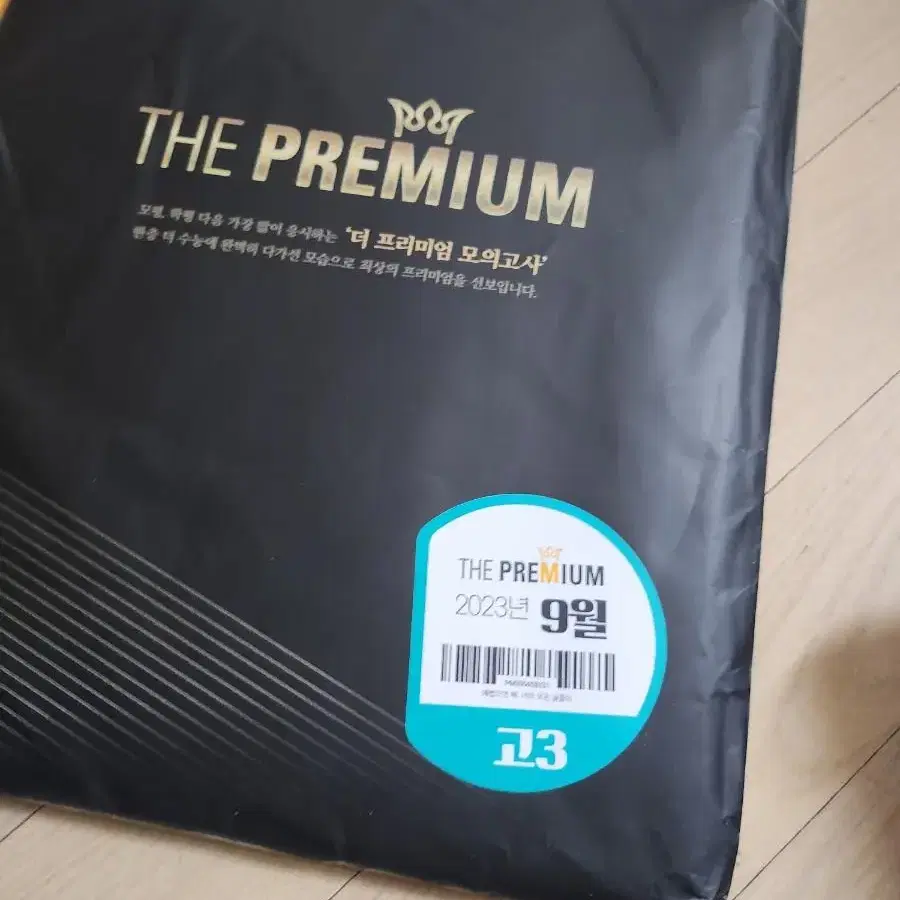 THE PREMIUM
모평, 학평 다음 가장 많이 응시하는 '더 프리미엄 모의고사'
한층 더 수능에 완벽히 다가선 모습으로 최상의 프리미엄을 선보입니다.
THE PREMIUM
2023년 9월
고3